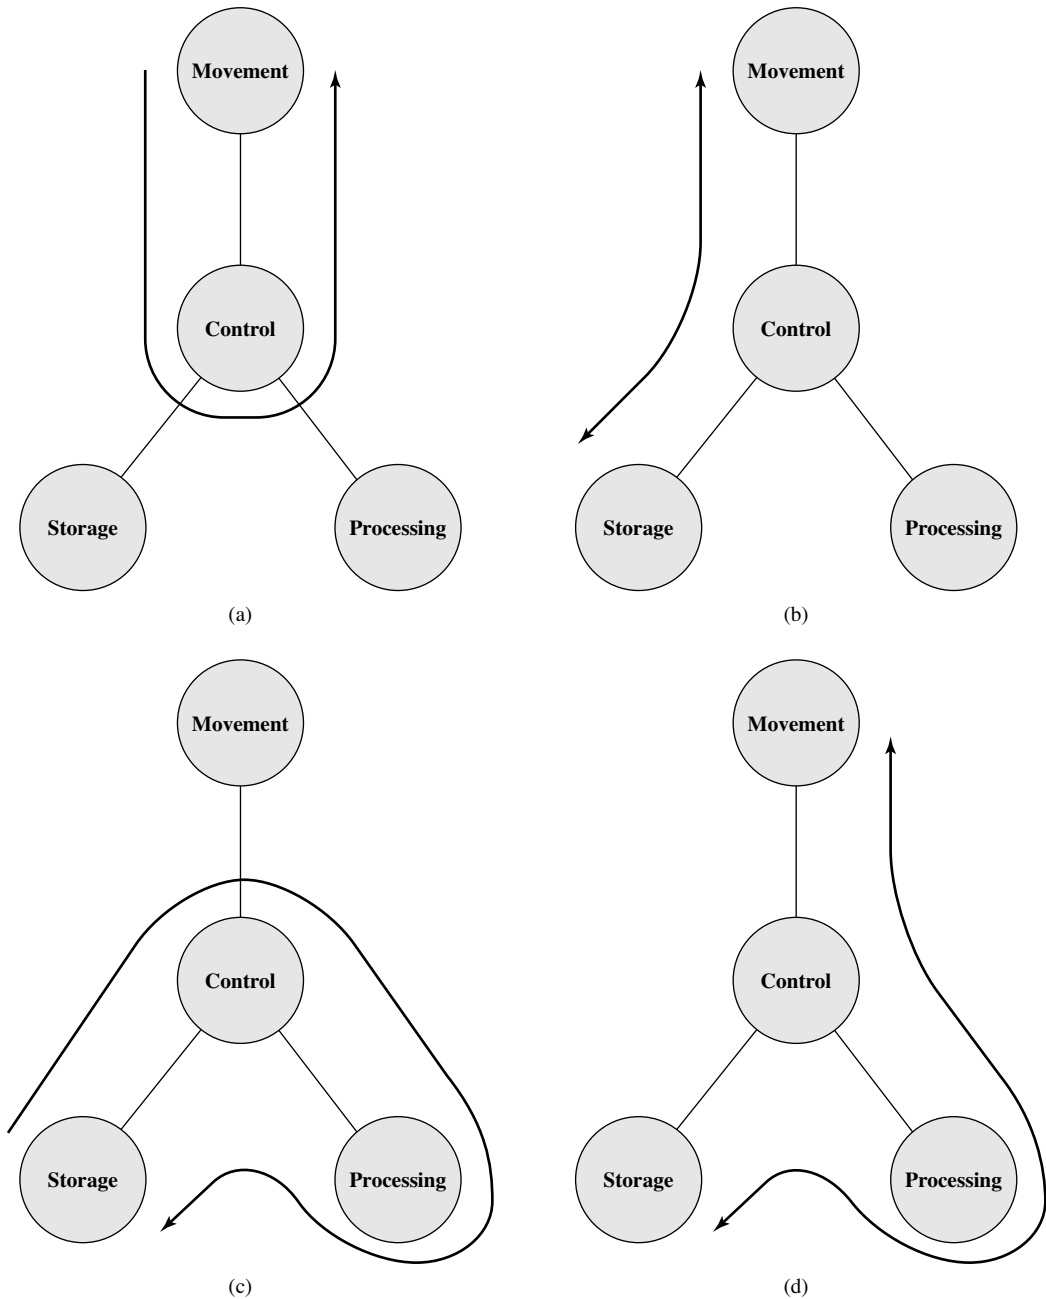 Movement
Movement
Control
Control
Storage
Processing
Storage
Processing
(a)
(b)
Movement
Movement
Control
Control
Storage
Processing
Storage
Processing
(c)
(d)